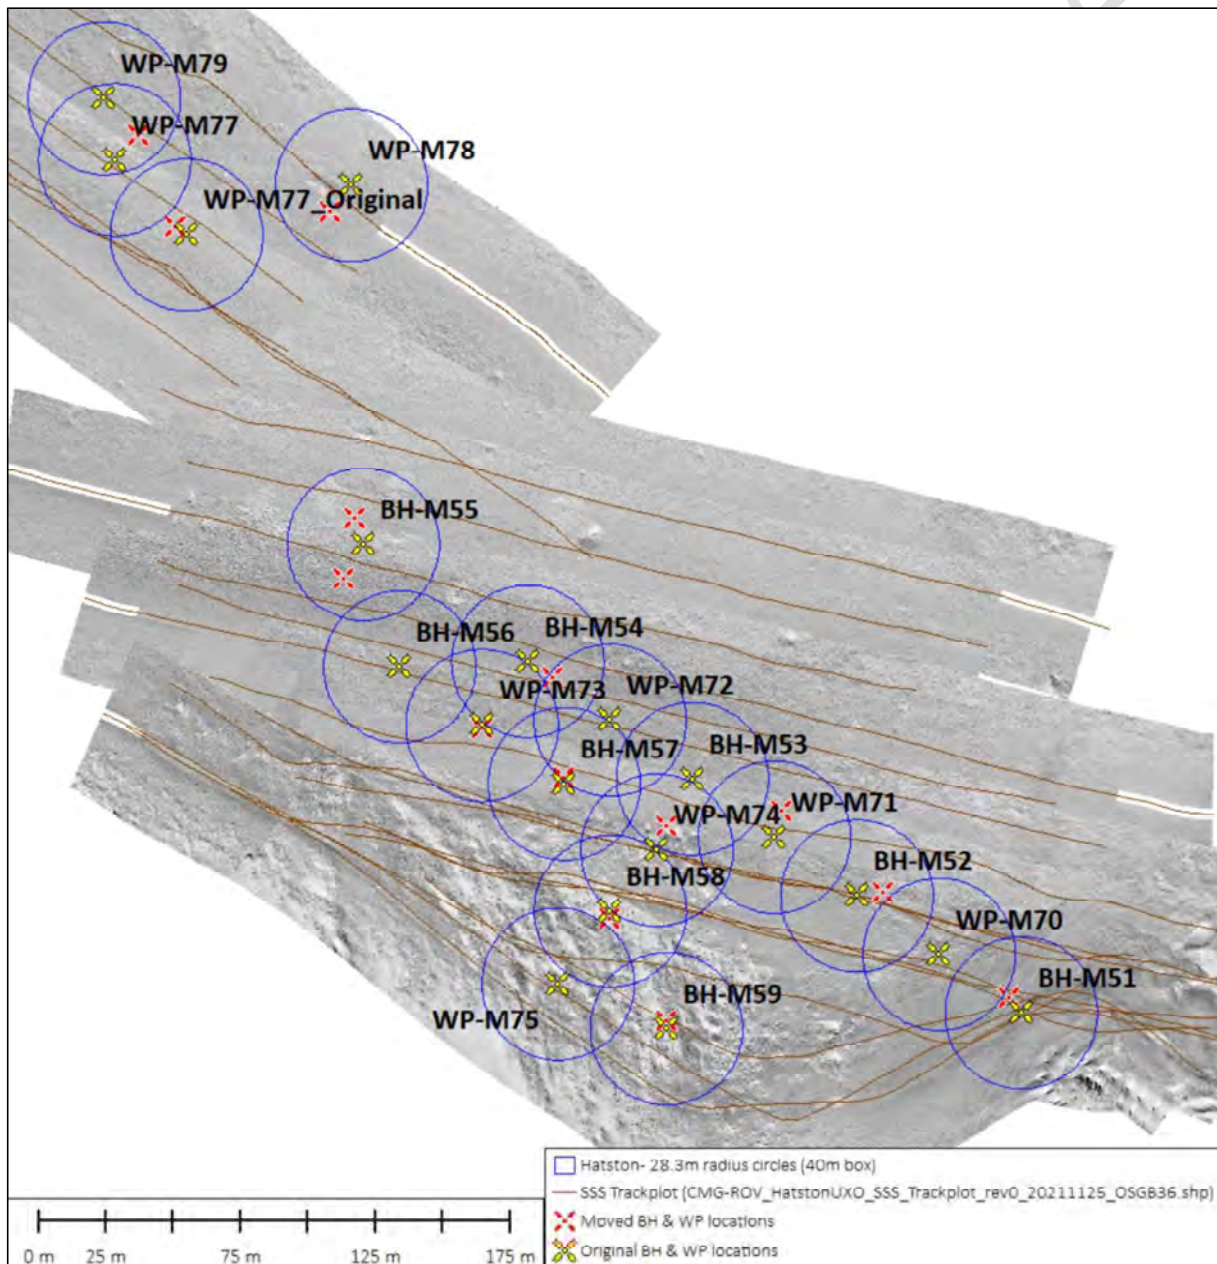 WP-M79
WP-M77
WP-M78
WP-M77_Original
BH-M55
BH-M56
BH-M54
WP-M73
WP-M72
BH-M57
BH-M53
WP-M74
WP-M71
BH-M58
BH-M52
WP-M70
BH-M59
BH-M51
WP-M75
Hatston- 28.3m radius circles (40m box)
SSS Trackplot (CMG-ROV_HatstonUXO_SSS_Trackplot_rev0_20211125_OSGB36.shp)
Moved BH & WP locations
Original BH & WP locations
0 m 25 m 75 m 125 m 175 m